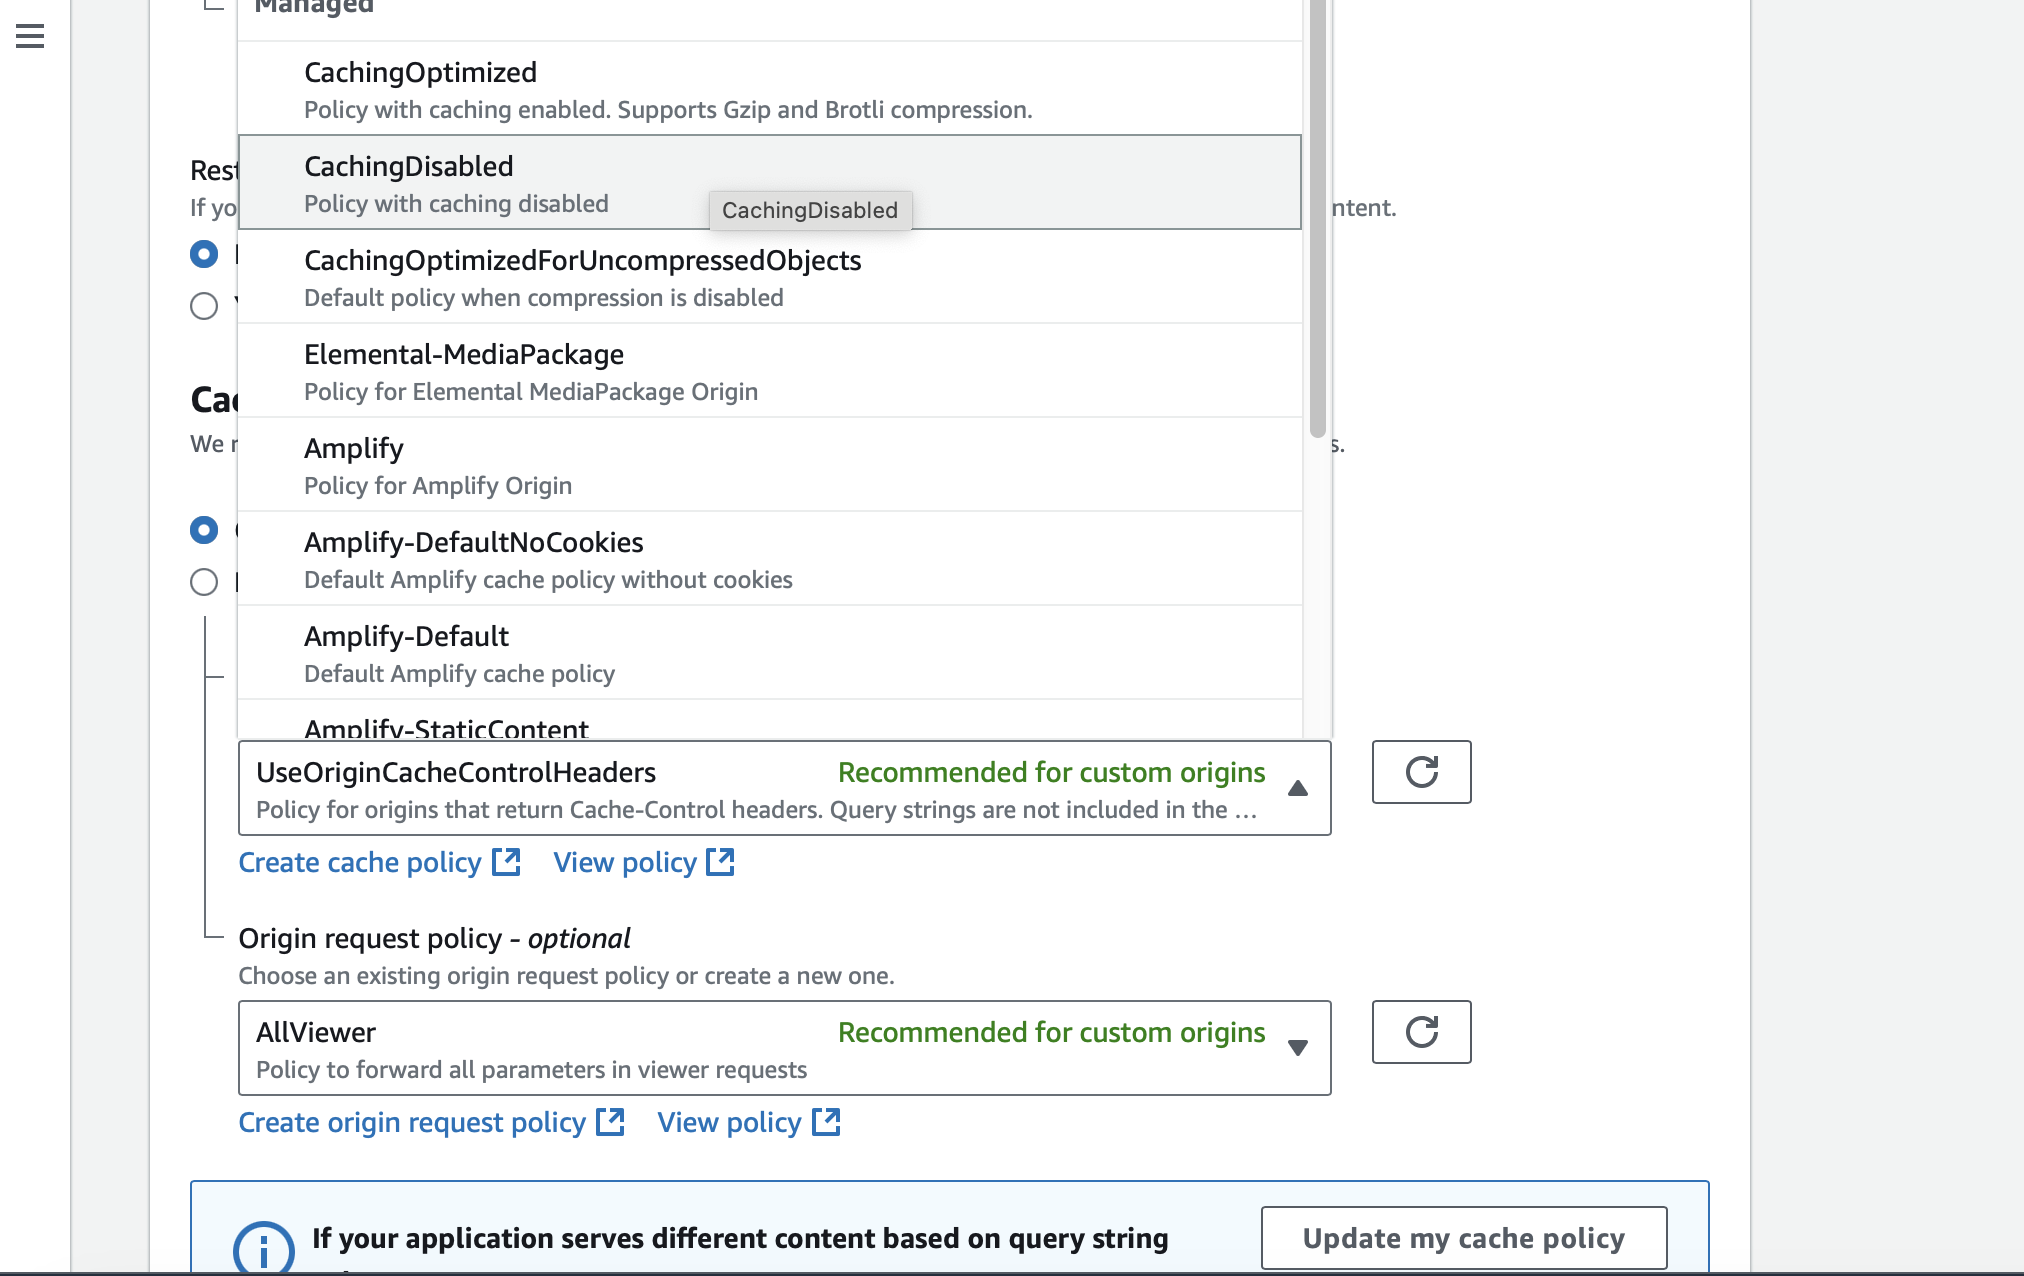 Managed
CachingOptimized
Policy with caching enabled. Supports Gzip and Brotli compression.
Rest
CachingDisabled
If yo
Policy with caching disabled
CachingDisabled
ntent.
CachingOptimizedForUncompressedObjects
Default policy when compression is disabled
Elemental-MediaPackage
Policy for Elemental MediaPackage Origin
Cac
We r
s.
Amplify
Policy for Amplify Origin
Amplify-DefaultNoCookies
Default Amplify cache policy without cookies
Amplify-Default
Default Amplify cache policy
Amplify-StaticContent
UseOriginCacheControlHeaders Recommended for custom origins
Policy for origins that return Cache-Control headers. Query strings are not included in the ...
Create cache policy View policy
Origin request policy - optional
Choose an existing origin request policy or create a new one.
AllViewer Recommended for custom origins
Policy to forward all parameters in viewer requests
Create origin request policy View policy
If your application serves different content based on query string
Update my cache policy